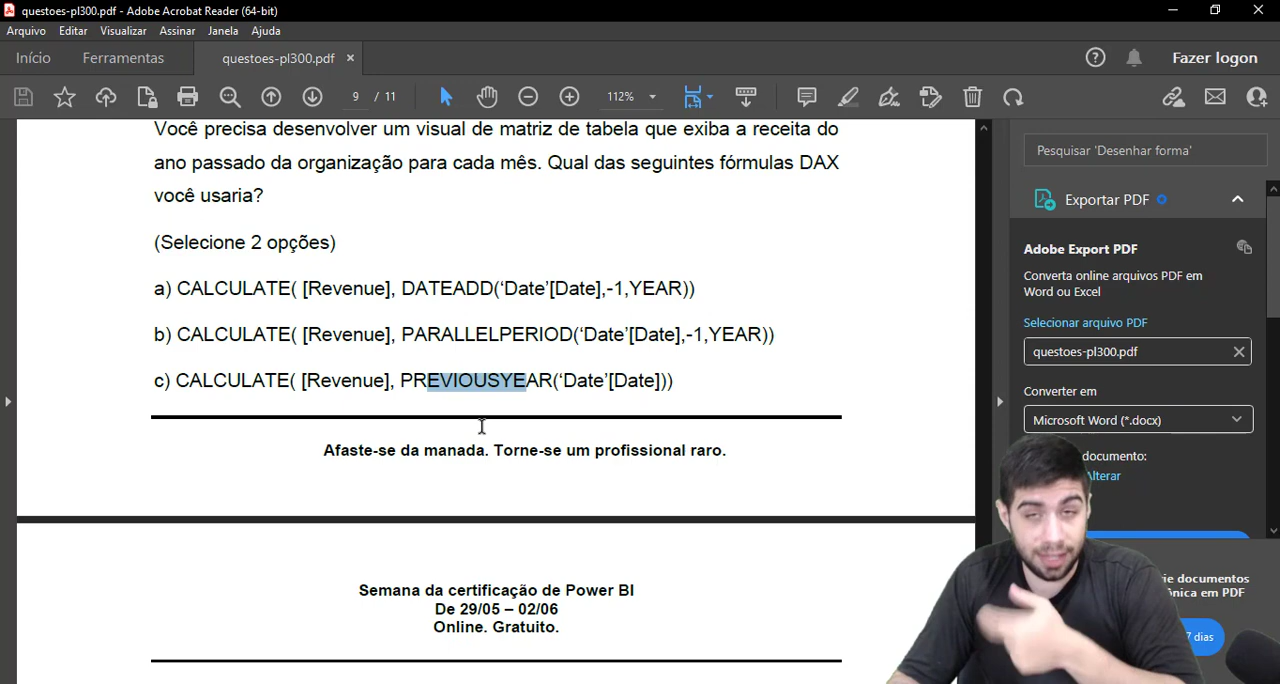 questoes-pl300.pdf - Adobe Acrobat Reader (64-bit)
Arquivo Editar Visualizar Assinar Janela Ajuda
Início Ferramentas questoes-pl300.pdf × Fazer logon
9 / 11 112%
Você precisa desenvolver um visual de matriz de tabela que exiba a receita do
ano passado da organização para cada mês. Qual das seguintes fórmulas DAX
você usaria?
(Selecione 2 opções)
a) CALCULATE( [Revenue], DATEADD(‘Date’[Date],-1,YEAR))
b) CALCULATE( [Revenue], PARALLELPERIOD(‘Date’[Date],-1,YEAR))
c) CALCULATE( [Revenue], PREVIOUSYEAR(‘Date’[Date]))
Afaste-se da manada. Torne-se um profissional raro.
Semana da certificação de Power BI
De 29/05 – 02/06
Online. Gratuito.
Pesquisar 'Desenhar forma'
Exportar PDF
Adobe Export PDF
Converta online arquivos PDF em
Word ou Excel
Selecionar arquivo PDF
questoes-pl300.pdf
Converter em
Microsoft Word (*.docx)
documento:
Alterar
documentos
em PDF
7 dias